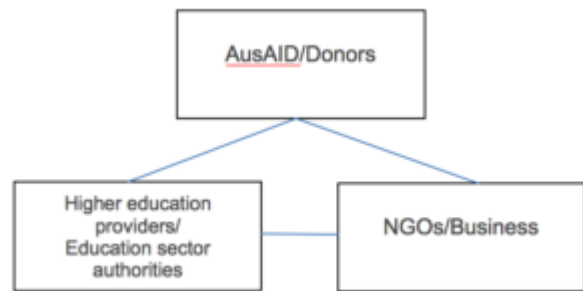 AusAID/Donors
Higher education
providers/
Education sector
authorities
NGOs/Business